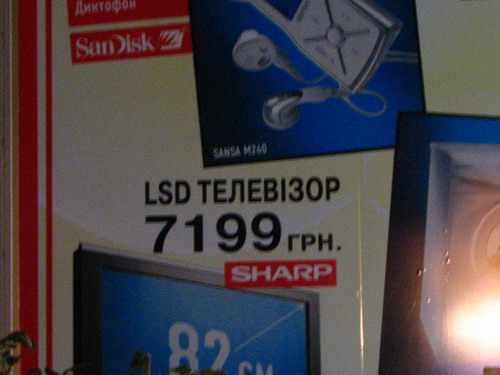 Диктофон
SanDisk
SANSA M240
LSD ТЕЛЕВІЗОР
7199 ГРН.
SHARP
82 см